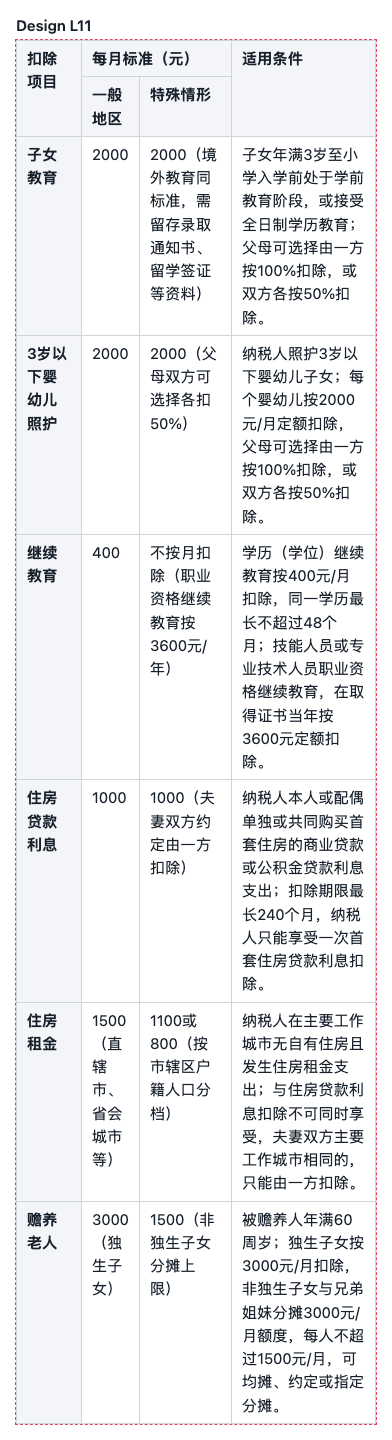 Design L11
扣除
项目
每月标准（元）
适用条件
一般
地区
特殊情形
子女
教育
2000
2000（境
外教育同
标准，需
留存录取
通知书、
留学签证
等资料）
子女年满3岁至小
学入学前处于学前
教育阶段，或接受
全日制学历教育；
父母可选择由一方
按100%扣除，或
双方各按50%扣
除。
3岁以
下婴
幼儿
照护
2000
2000（父
母双方可
选择各扣
50%）
纳税人照护3岁以
下婴幼儿子女；每
个婴幼儿按2000
元/月定额扣除，
父母可选择由一方
按100%扣除，或
双方各按50%扣
除。
继续
教育
400
不按月扣
除（职业
资格继续
教育按
3600元/
年）
学历（学位）继续
教育按400元/月
扣除，同一学历最
长不超过48个
月；技能人员或专
业技术人员职业资
格继续教育，在取
得证书当年按
3600元定额扣
除。
住房
贷款
利息
1000
1000（夫
妻双方约
定由一方
扣除）
纳税人本人或配偶
单独或共同购买首
套住房的商业贷款
或公积金贷款利息
支出；扣除期限最
长240个月，纳税
人只能享受一次首
套住房贷款利息扣
除。
住房
租金
1500
（直
辖
市、
省会
城市
等）
1100或
800（按
市辖区户
籍人口分
档）
纳税人在主要工作
城市无自有住房且
发生住房租金支
出；与住房贷款利
息扣除不可同时享
受，夫妻双方主要
工作城市相同的，
只能由一方扣除。
赡养
老人
3000
（独
生子
女）
1500（非
独生子女
分摊上
限）
被赡养人年满60
周岁；独生子女按
3000元/月扣除，
非独生子女与兄弟
姐妹分摊3000元/
月额度，每人不超
过1500元/月，可
均摊、约定或指定
分摊。